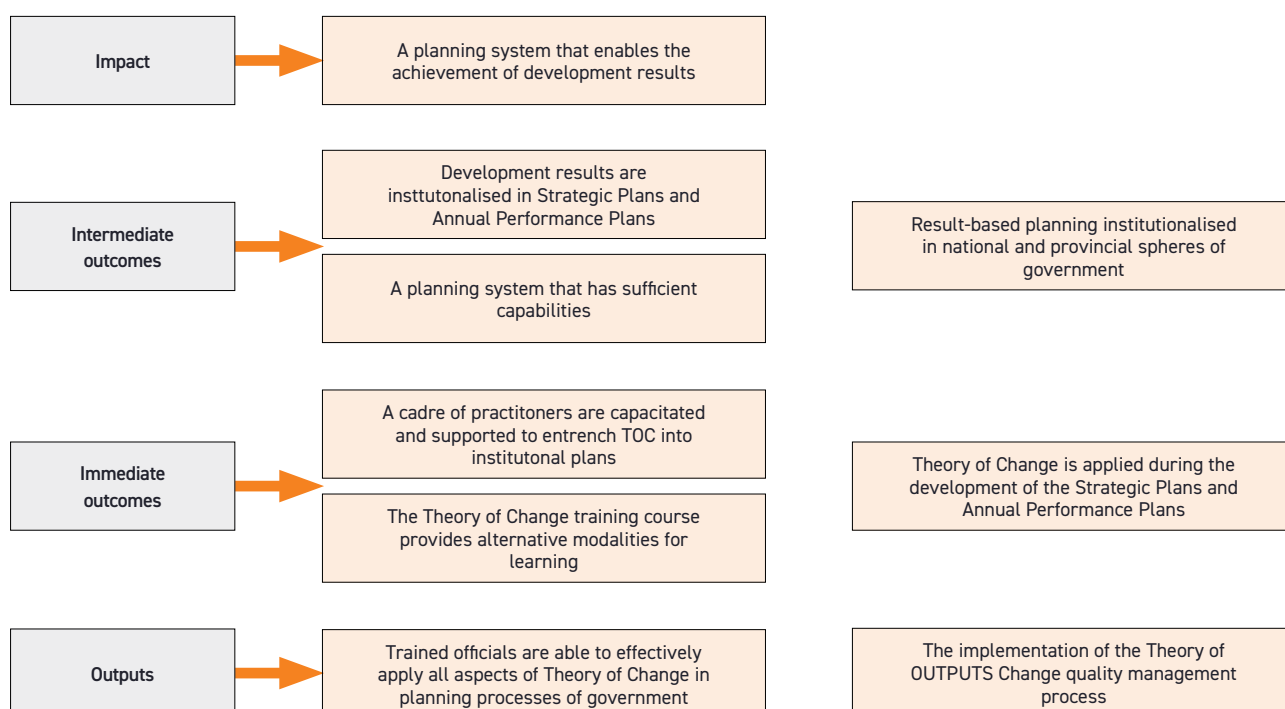 Impact
A planning system that enables the
achievement of development results
Intermediate
outcomes
Development results are
insttutonalised in Strategic Plans and
Annual Performance Plans
A planning system that has sufficient
capabilities
Result-based planning institutionalised
in national and provincial spheres of
government
Immediate
outcomes
A cadre of practitoners are capacitated
and supported to entrench TOC into
institutonal plans
The Theory of Change training course
provides alternative modalities for
learning
Theory of Change is applied during the
development of the Strategic Plans and
Annual Performance Plans
Outputs
Trained officials are able to effectively
apply all aspects of Theory of Change in
planning processes of government
The implementation of the Theory of
OUTPUTS Change quality management
process